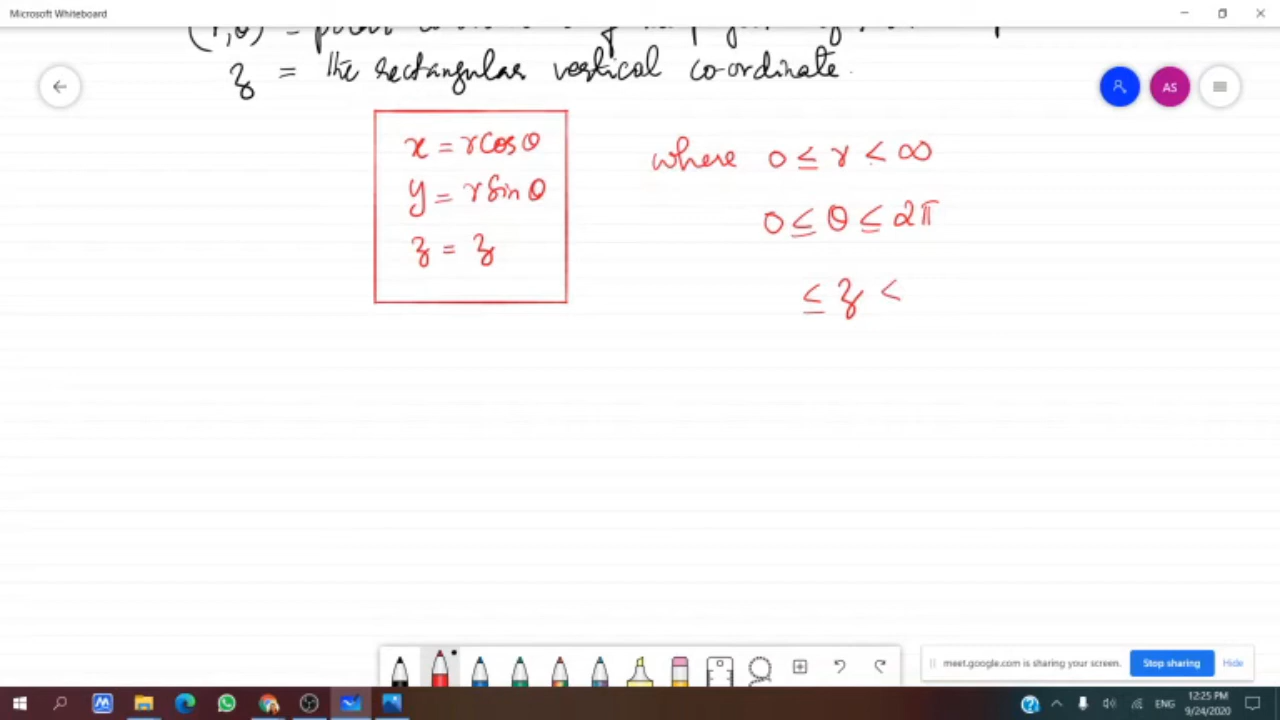 Microsoft Whiteboard
(r,θ) =
z = the rectangular vertical co-ordinate.
AS
x = r cos θ
y = r sin θ
z = z
where 0 ≤ r < ∞
0 ≤ θ ≤ 2π
≤ z <
meet.google.com is sharing your screen.
Stop sharing
Hide
ENG
12:25 PM
9/24/2020